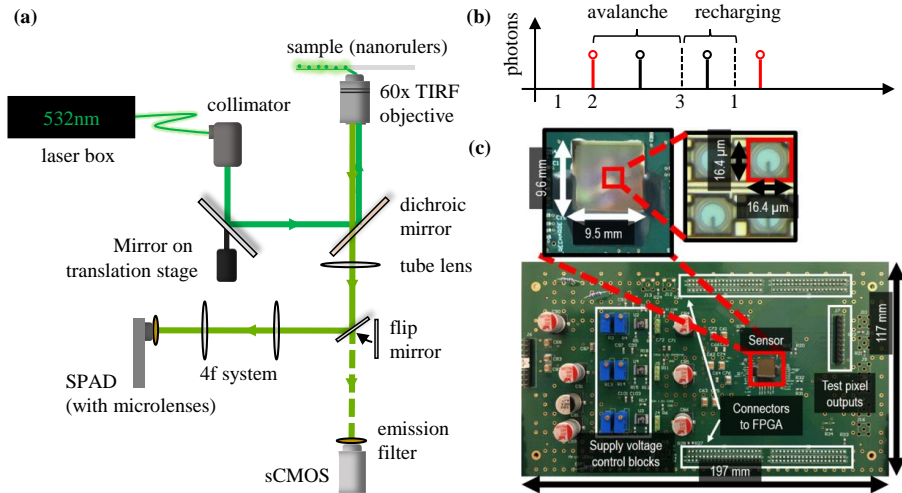 (a)
sample (nanorulers)
60x TIRF
objective
532nm
laser box
collimator
dichroic
mirror
Mirror on
translation stage
tube lens
flip
mirror
4f system
SPAD
(with microlenses)
emission
filter
sCMOS
(b)
avalanche
recharging
photons
1
2
3
1
(c)
9.6 mm
9.5 mm
16.4 µm
16.4 µm
Sensor
117 mm
Test pixel
outputs
Connectors
to FPGA
Supply voltage
control blocks
197 mm